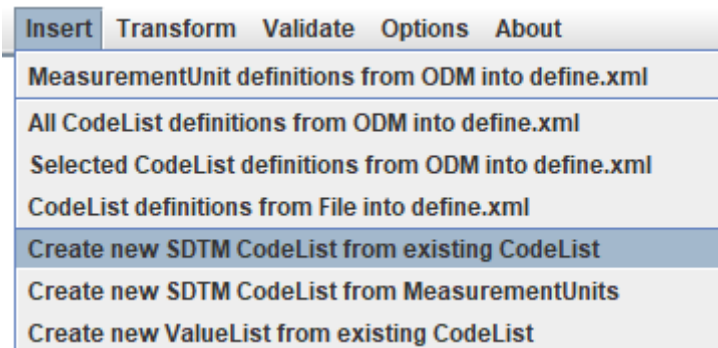 Insert Transform Validate Options About
MeasurementUnit definitions from ODM into define.xml
All CodeList definitions from ODM into define.xml
Selected CodeList definitions from ODM into define.xml
CodeList definitions from File into define.xml
Create new SDTM CodeList from existing CodeList
Create new SDTM CodeList from MeasurementUnits
Create new ValueList from existing CodeList